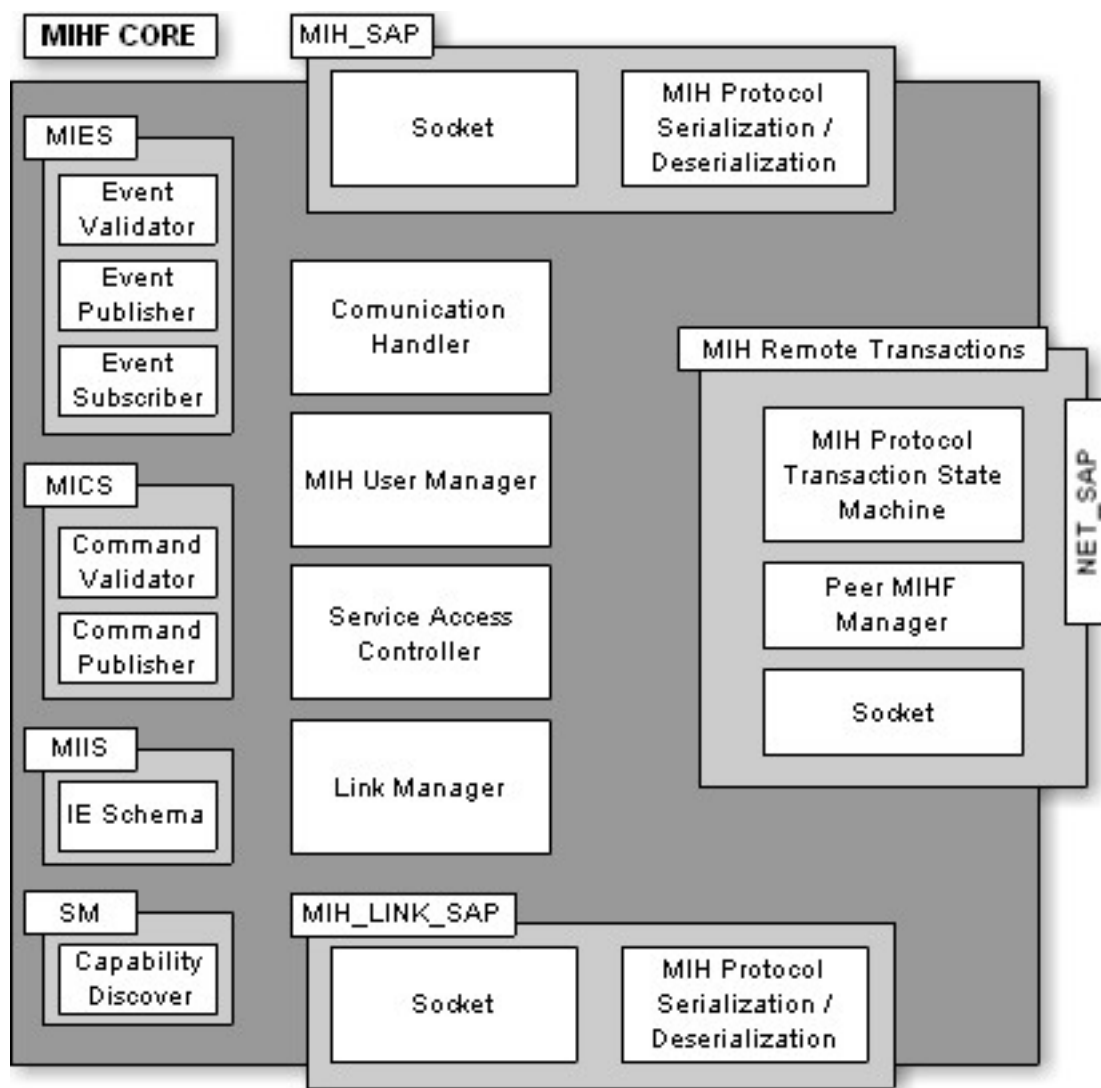 MIHF CORE
MIH_SAP
Socket
MIH Protocol
Serialization /
Deserialization
MIES
Event
Validator
Event
Publisher
Event
Subscriber
MICS
Command
Validator
Command
Publisher
MIIS
IE Schema
SM
Capability
Discover
Comunication
Handler
MIH User Manager
Service Access
Controller
Link Manager
MIH Remote Transactions
MIH Protocol
Transaction State
Machine
Peer MIHF
Manager
Socket
NET_SAP
MIH_LINK_SAP
Socket
MIH Protocol
Serialization /
Deserialization